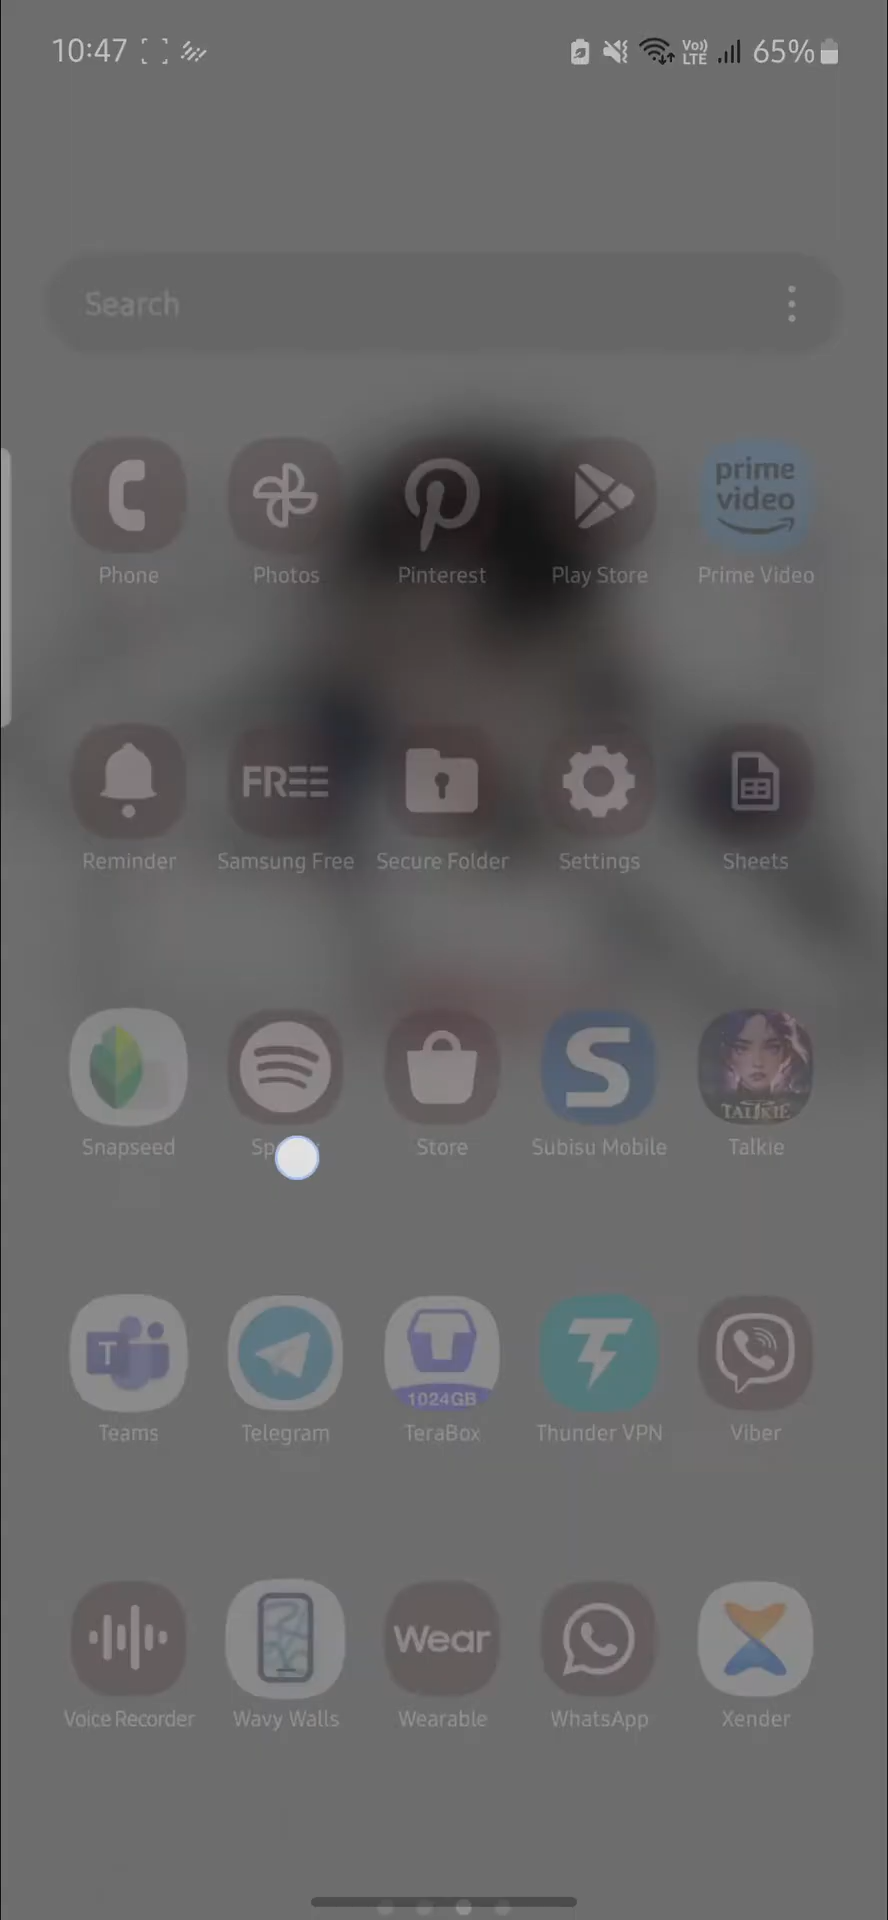 10:47 Vo)) LTE 65%
Search
prime video
Phone Photos Pinterest Play Store Prime Video
FREE
Reminder Samsung Free Secure Folder Settings Sheets
S TALKIE
Snapseed Store Subisu Mobile Talkie
T 1024GB
Teams Telegram TeraBox Thunder VPN Viber
Wear
Voice Recorder Wavy Walls Wearable WhatsApp Xender